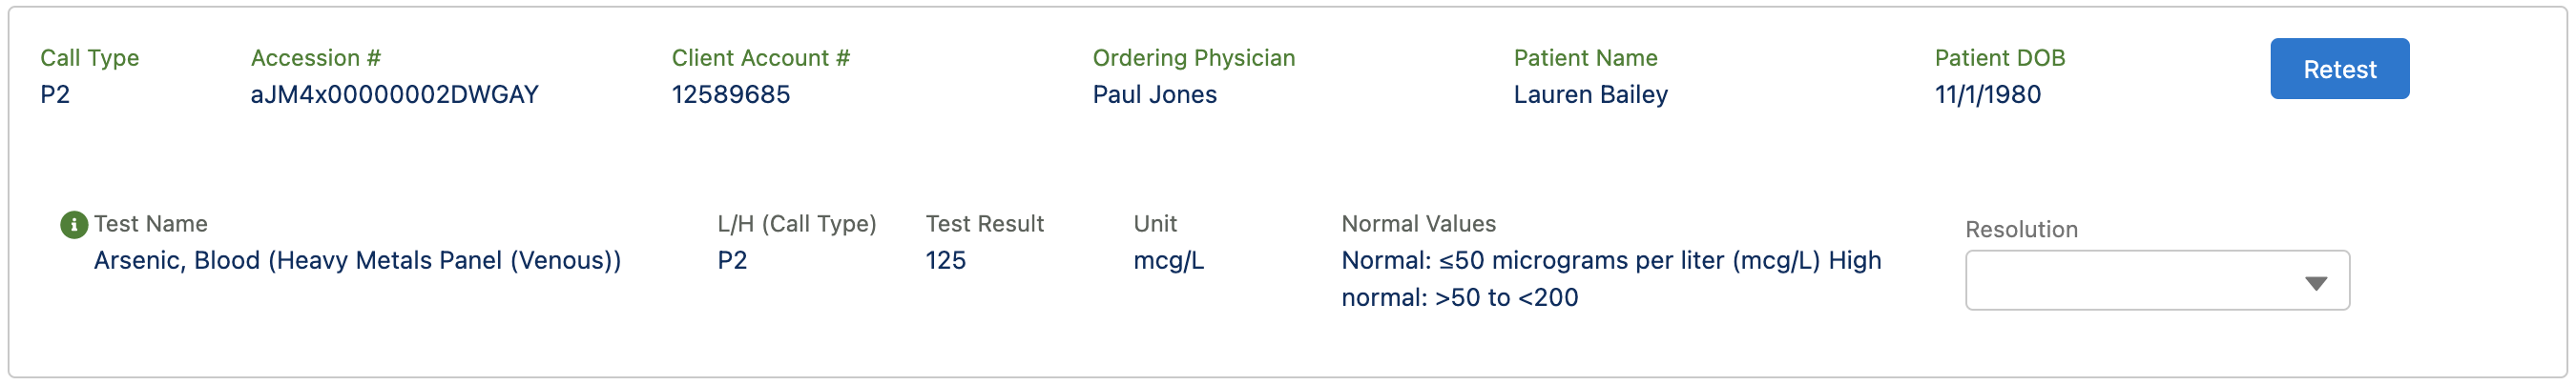 Call Type Accession # Client Account # Ordering Physician Patient Name Patient DOB Retest
P2 aJM4x00000002DWGAY 12589685 Paul Jones Lauren Bailey 11/1/1980
Test Name L/H (Call Type) Test Result Unit Normal Values Resolution
Arsenic, Blood (Heavy Metals Panel (Venous)) P2 125 mcg/L Normal: ≤50 micrograms per liter (mcg/L) High
normal: >50 to <200